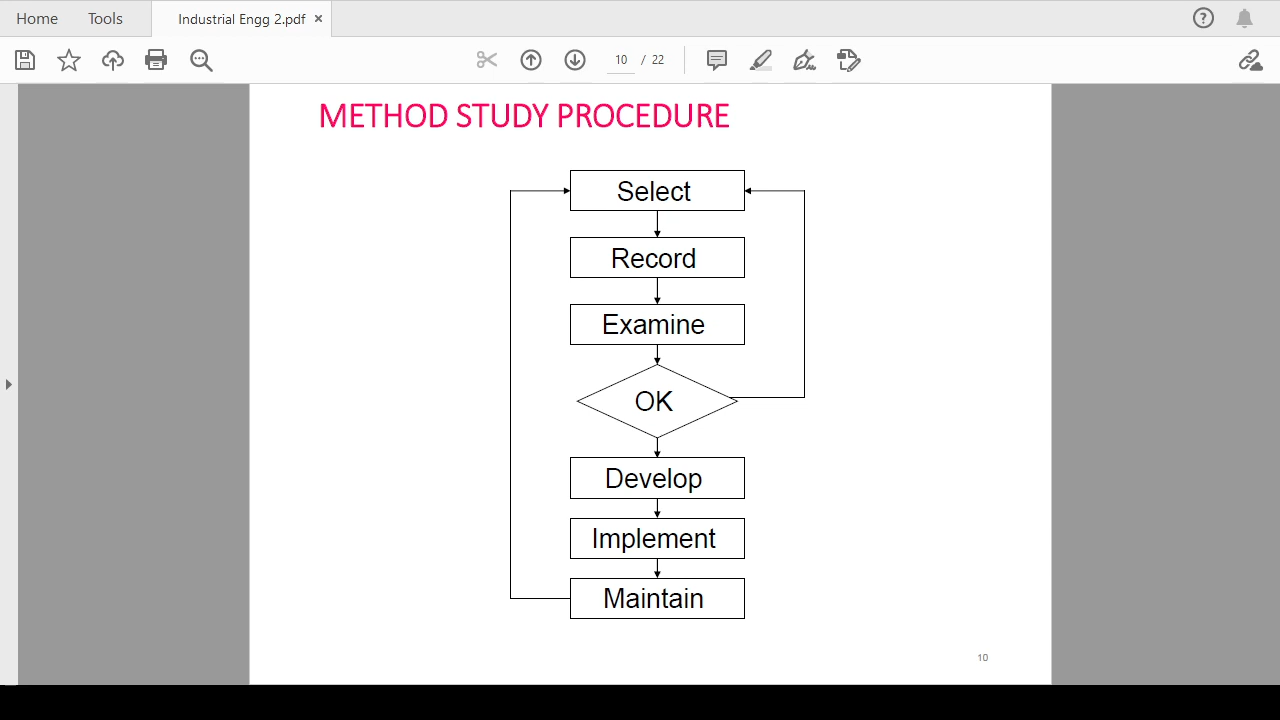 Home Tools Industrial Engg 2.pdf ×
10 / 22
METHOD STUDY PROCEDURE
Select
Record
Examine
OK
Develop
Implement
Maintain
10